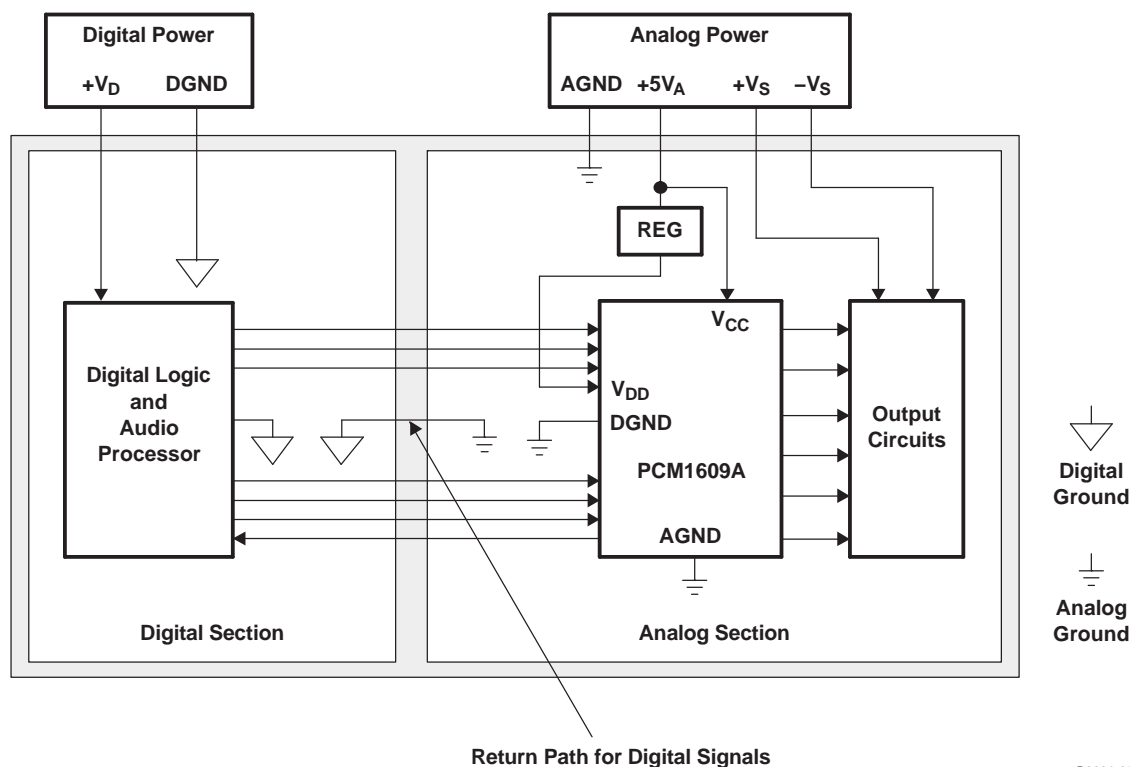 Digital Power
+VD DGND
Analog Power
AGND +5VA +VS –VS
REG
VCC
Digital Logic
and
Audio
Processor
VDD
DGND
PCM1609A
AGND
Output
Circuits
Digital
Ground
Analog
Ground
Digital Section
Analog Section
Return Path for Digital Signals